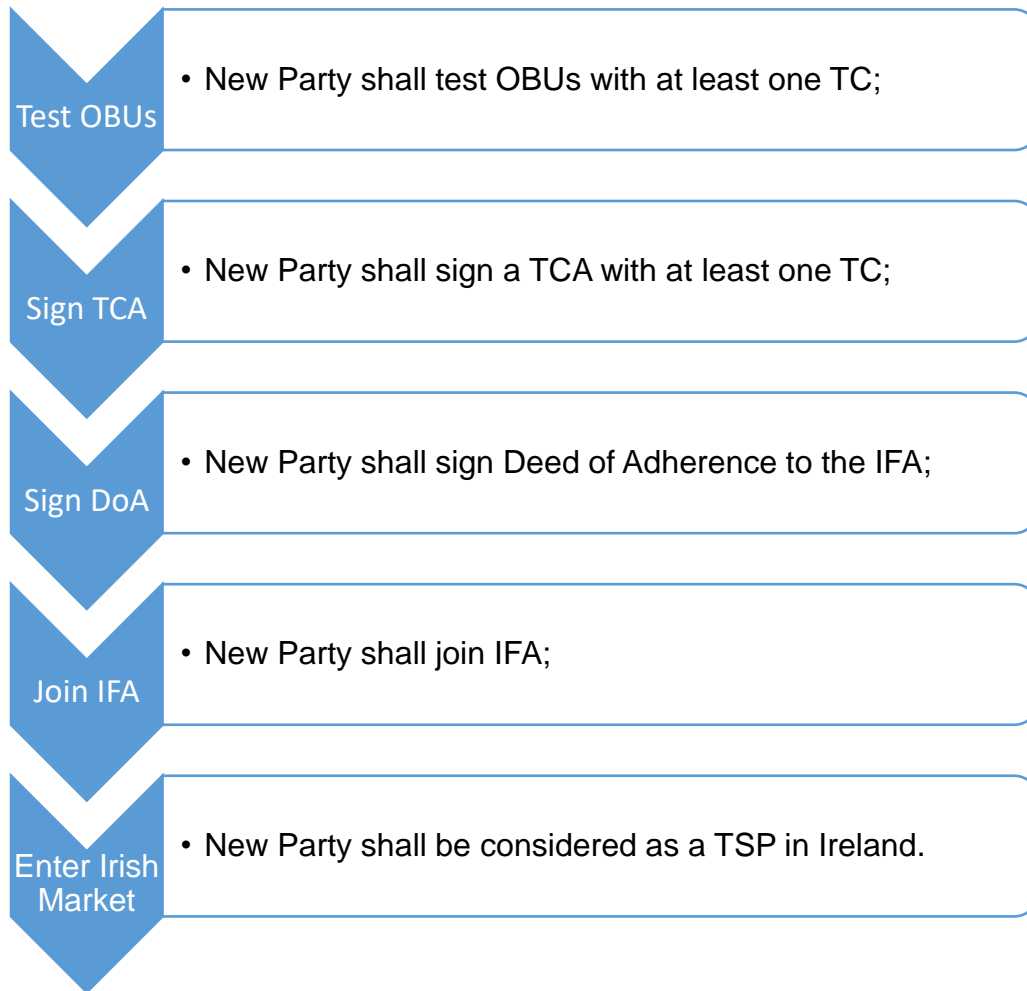 Test OBUs
• New Party shall test OBUs with at least one TC;
Sign TCA
• New Party shall sign a TCA with at least one TC;
Sign DoA
• New Party shall sign Deed of Adherence to the IFA;
Join IFA
• New Party shall join IFA;
Enter Irish
Market
• New Party shall be considered as a TSP in Ireland.